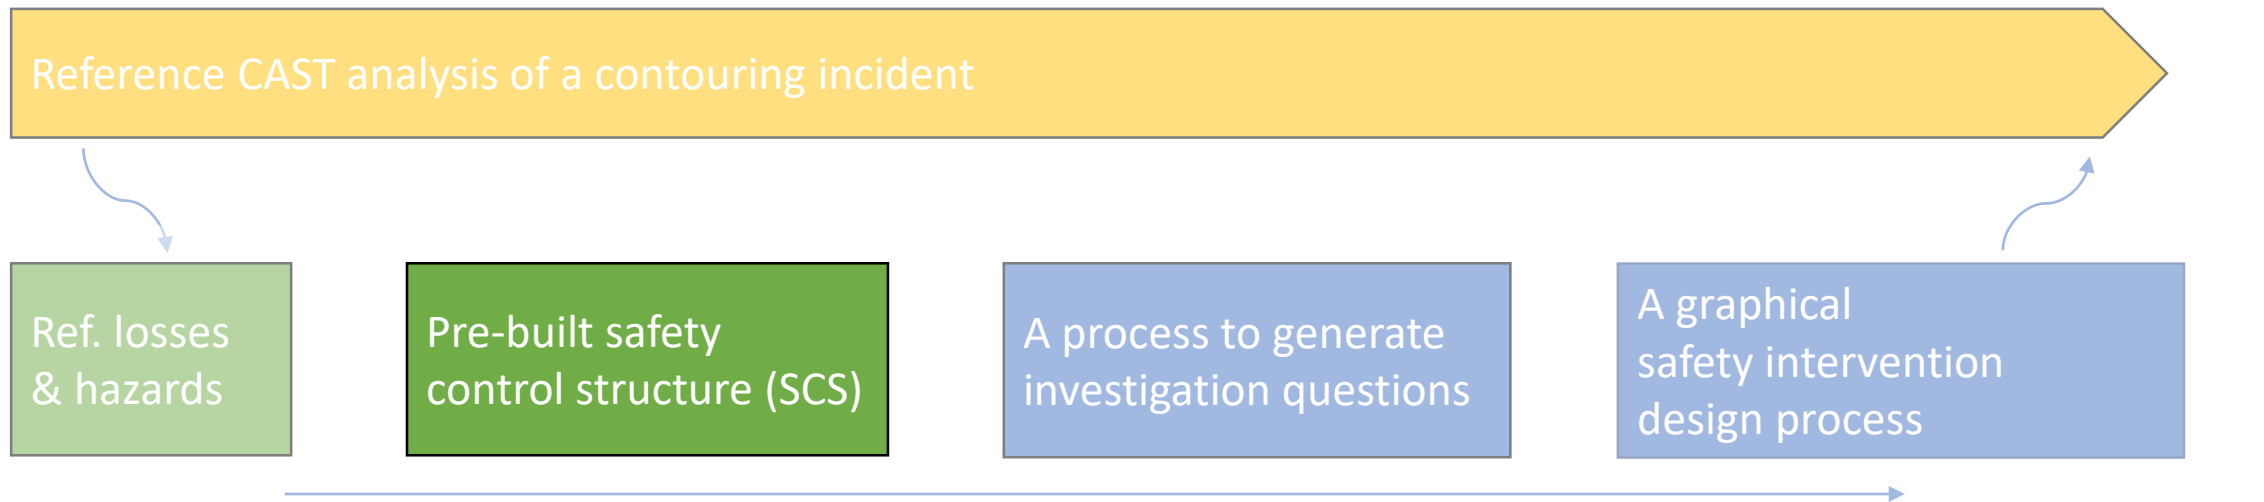 Reference CAST analysis of a contouring incident
Ref. losses
& hazards
Pre-built safety
control structure (SCS)
A process to generate
investigation questions
A graphical
safety intervention
design process